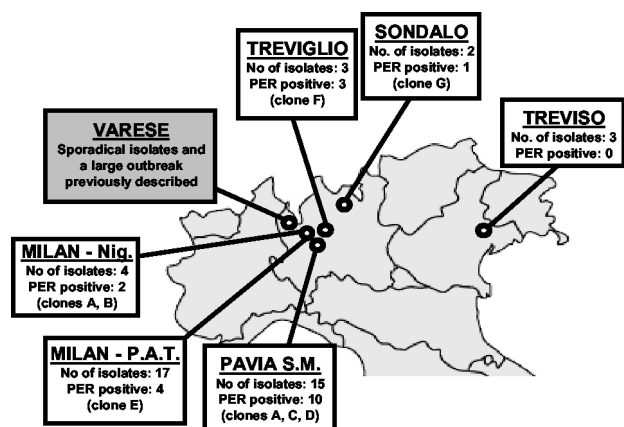 TREVIGLIO
No of isolates: 3
PER positive: 3
(clone F)
SONDALO
No. of isolates: 2
PER positive: 1
(clone G)
VARESE
Sporadical isolates and
a large outbreak
previously described
TREVISO
No. of isolates: 3
PER positive: 0
MILAN - Nig.
No of isolates: 4
PER positive: 2
(clones A, B)
MILAN - P.A.T.
No of isolates: 17
PER positive: 4
(clone E)
PAVIA S.M.
No of isolates: 15
PER positive: 10
(clones A, C, D)